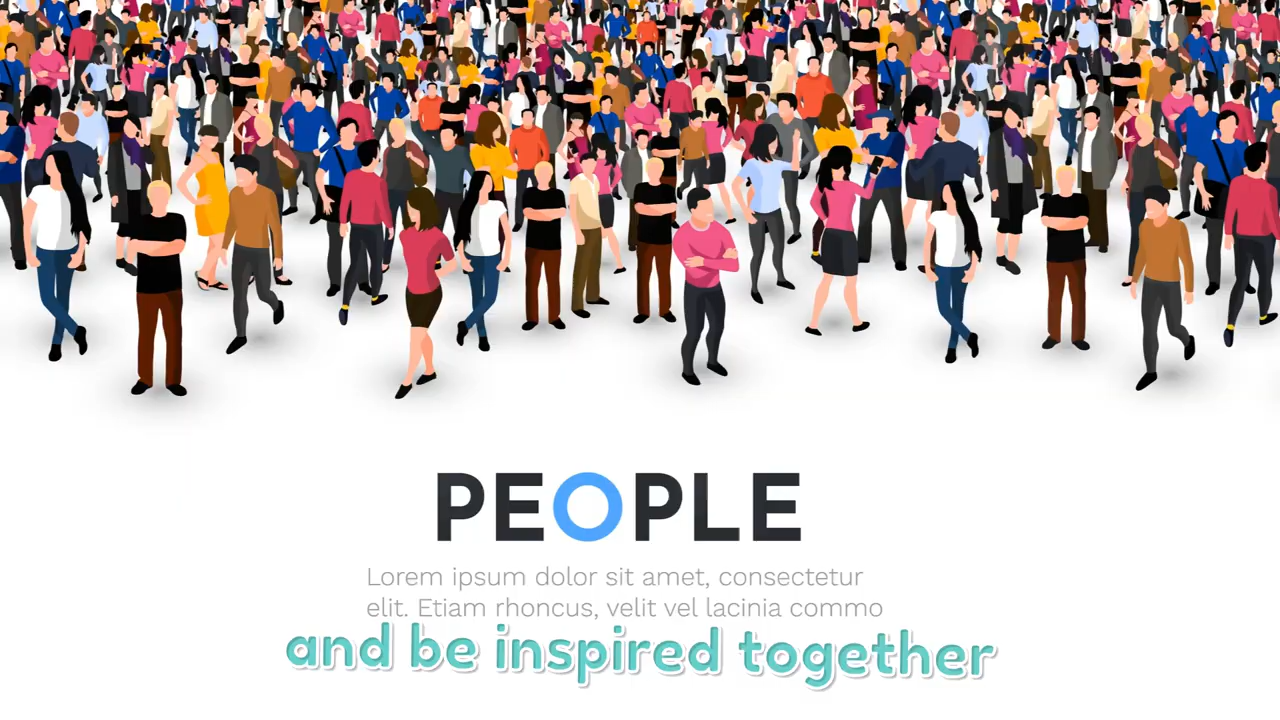 PEOPLE
Lorem ipsum dolor sit amet, consectetur
elit. Etiam rhoncus, velit vel lacinia commo
and be inspired together